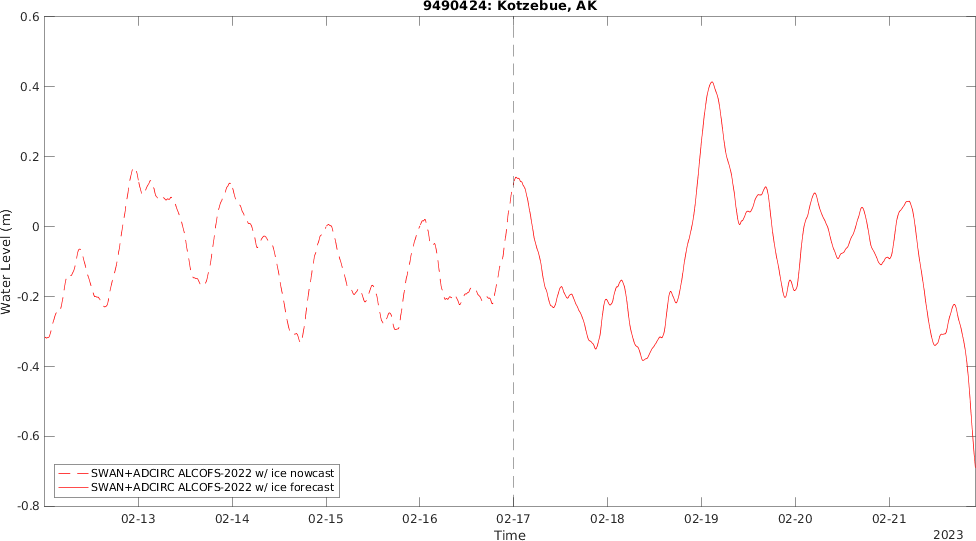 9490424: Kotzebue, AK
0.6
0.4
0.2
0
-0.2
-0.4
-0.6
-0.8
Water Level (m)
SWAN+ADCIRC ALCOFS-2022 w/ ice nowcast
SWAN+ADCIRC ALCOFS-2022 w/ ice forecast
02-13 02-14 02-15 02-16 02-17 02-18 02-19 02-20 02-21
Time
2023